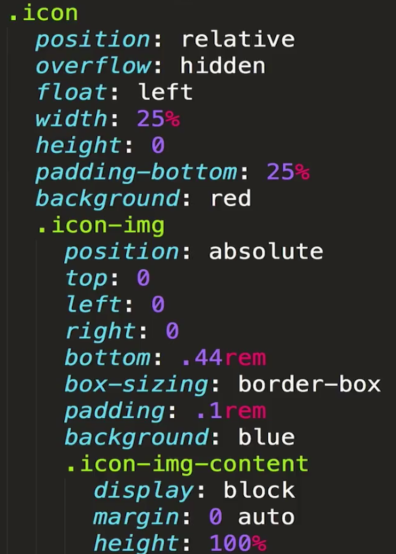 .icon
position: relative
overflow: hidden
float: left
width: 25%
height: 0
padding-bottom: 25%
background: red
.icon-img
position: absolute
top: 0
left: 0
right: 0
bottom: .44rem
box-sizing: border-box
padding: .1rem
background: blue
.icon-img-content
display: block
margin: 0 auto
height: 100%